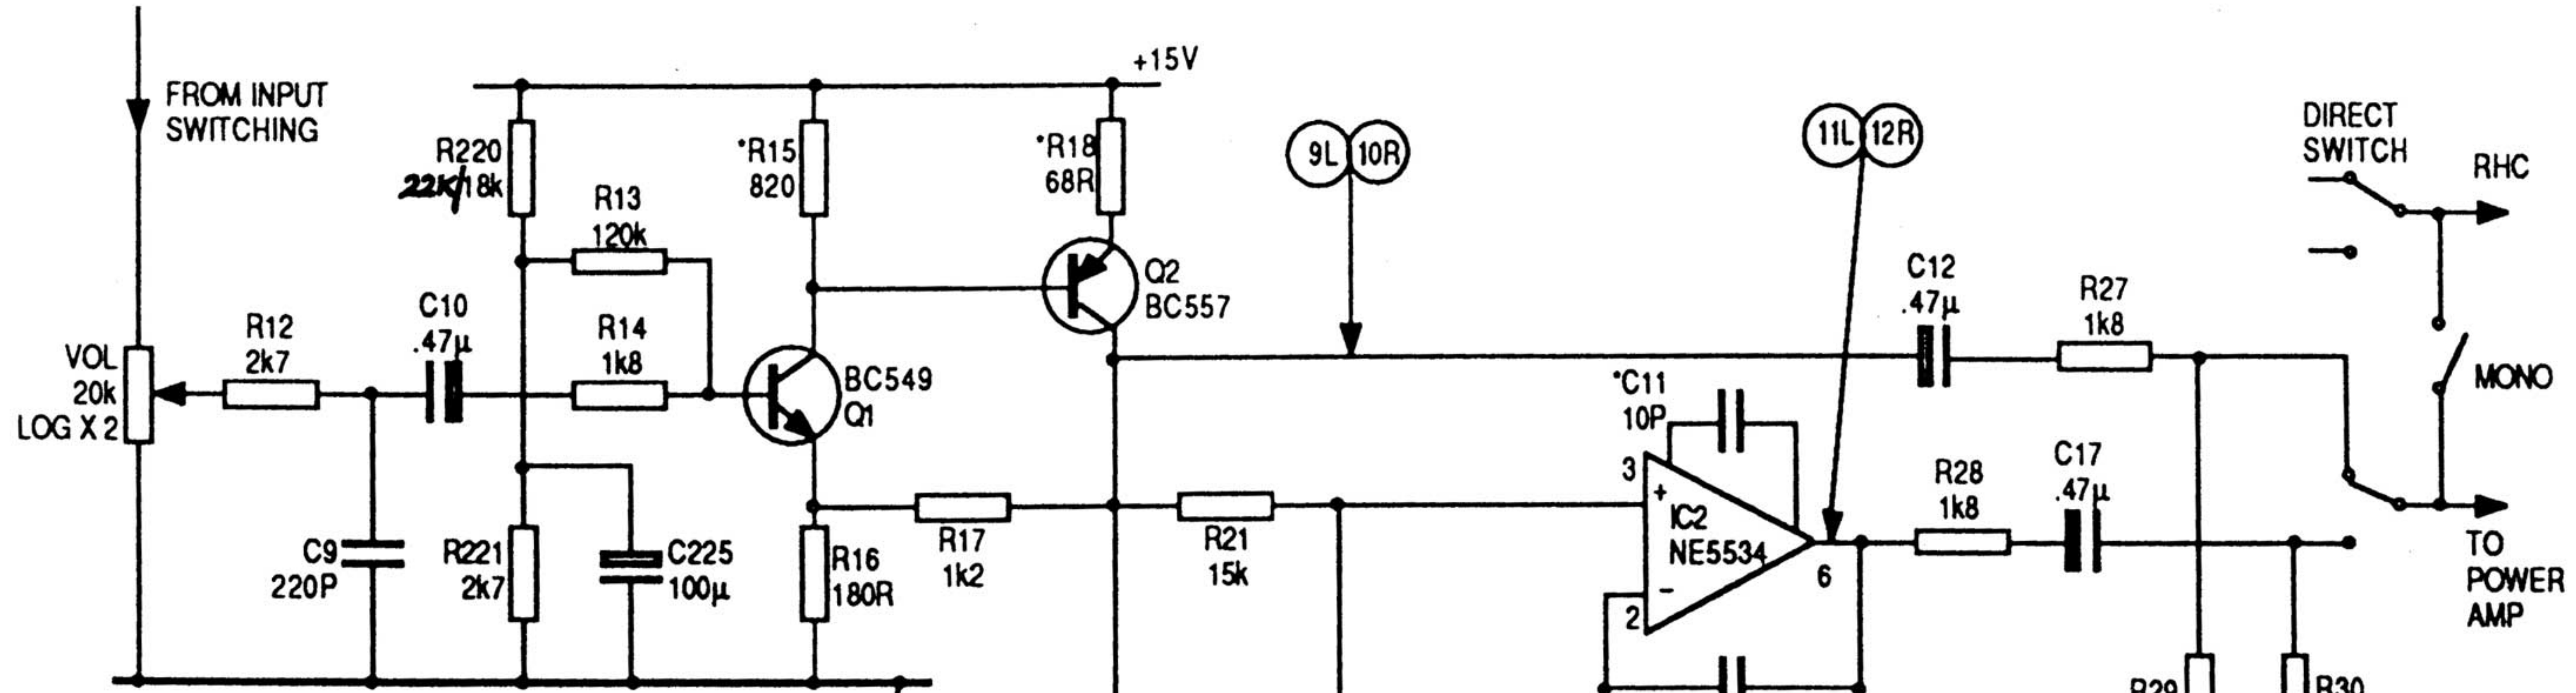 +15V
FROM INPUT
SWITCHING
R220
22K/18k
*R15
820
*R18
68R
9L
10R
11L
12R
DIRECT
SWITCH
RHC
R13
120k
Q2
BC557
C10
.47µ
R12
2k7
R14
1k8
C12
.47µ
R27
1k8
VOL
20k
LOG X 2
BC549
Q1
*C11
10P
MONO
3
+
IC2
NE5534
-
2
6
R28
1k8
C17
.47µ
C9
220P
R221
2k7
C225
100µ
R16
180R
R17
1k2
R21
15k
TO
POWER
AMP
R29
R30